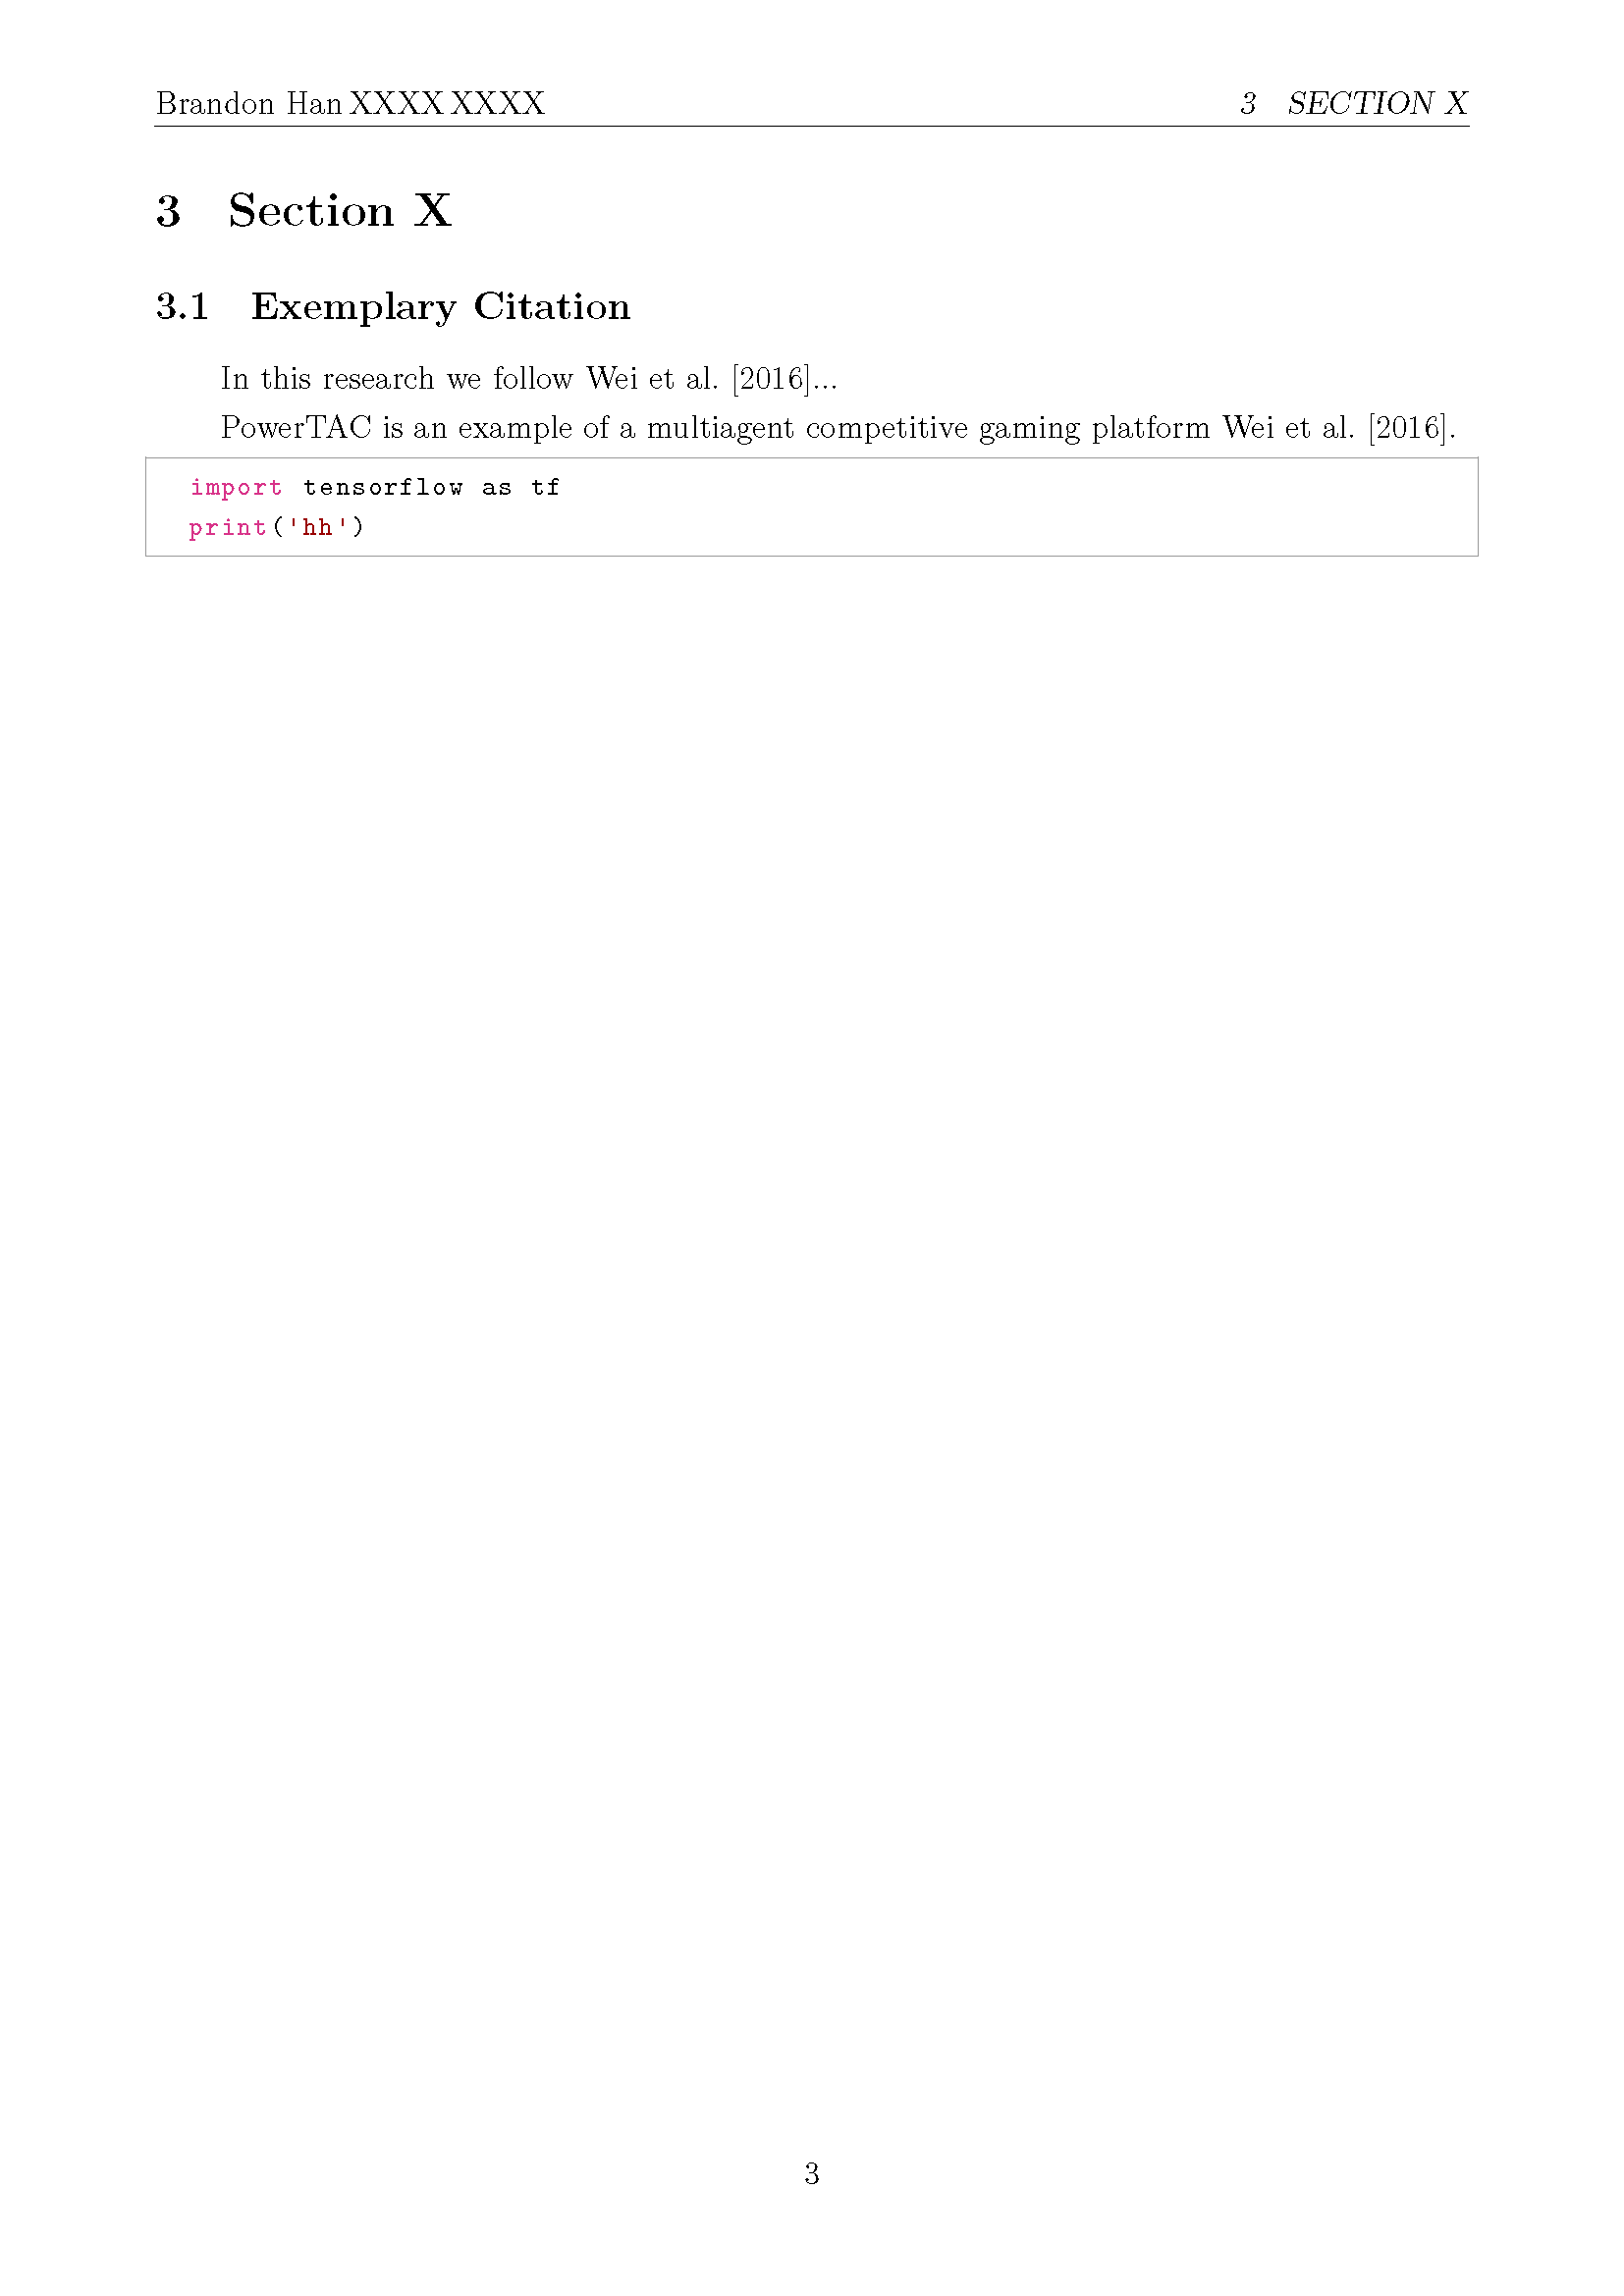 Brandon Han XXXX XXXX 3 SECTION X
3 Section X
3.1 Exemplary Citation
In this research we follow Wei et al. [2016]...
PowerTAC is an example of a multiagent competitive gaming platform Wei et al. [2016].
import tensorflow as tf
print('hh')
3